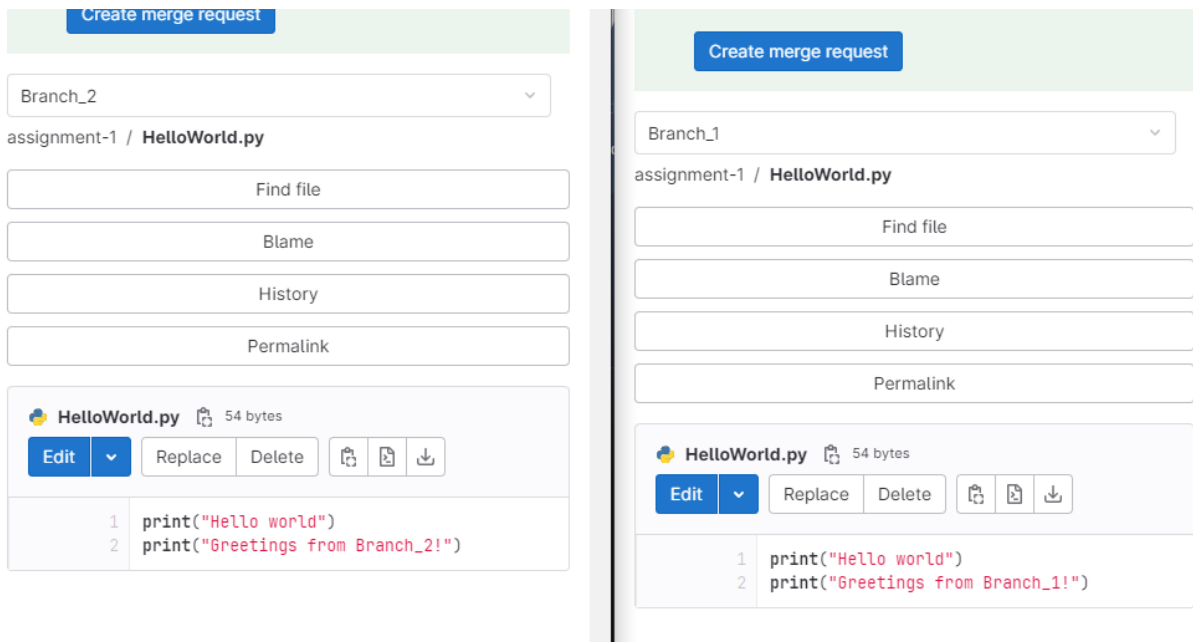 Create merge request
Branch_2
assignment-1 / HelloWorld.py
Find file
Blame
History
Permalink
HelloWorld.py 54 bytes
Edit Replace Delete
1 print("Hello world")
2 print("Greetings from Branch_2!")
Create merge request
Branch_1
assignment-1 / HelloWorld.py
Find file
Blame
History
Permalink
HelloWorld.py 54 bytes
Edit Replace Delete
1 print("Hello world")
2 print("Greetings from Branch_1!")